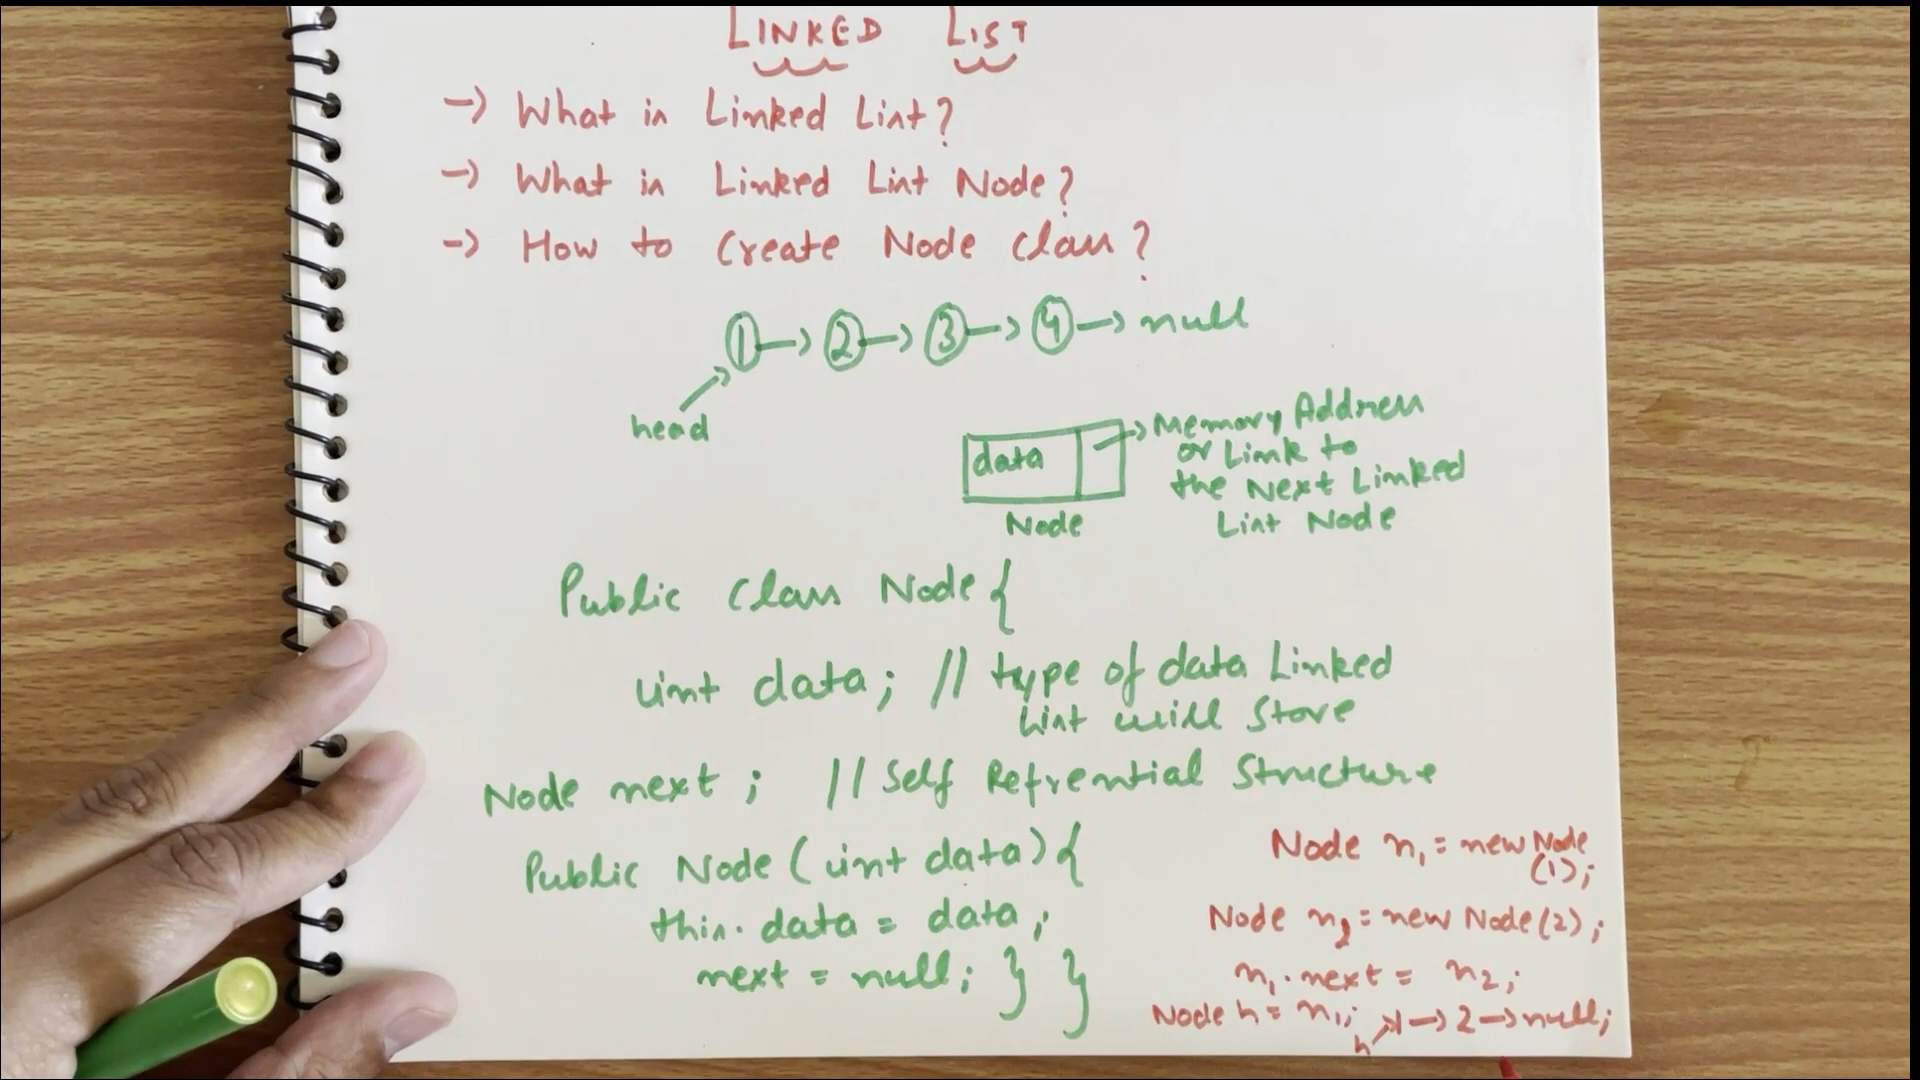 LINKED LIST
-> What is Linked List?
-> What is Linked List Node?
-> How to Create Node Class?
1 -> 2 -> 3 -> 4 -> null
head
data
Node
Memory Address
or Link to
the Next Linked
List Node
Public Class Node {
int data; // type of data Linked
List will Store
Node next; // Self Refrential Structure
Public Node (int data) {
this.data = data;
next = null; } }
Node n1 = new Node
(1);
Node n2 = new Node(2);
n1.next = n2;
Node h = n1;
1 -> 2 -> null;
h